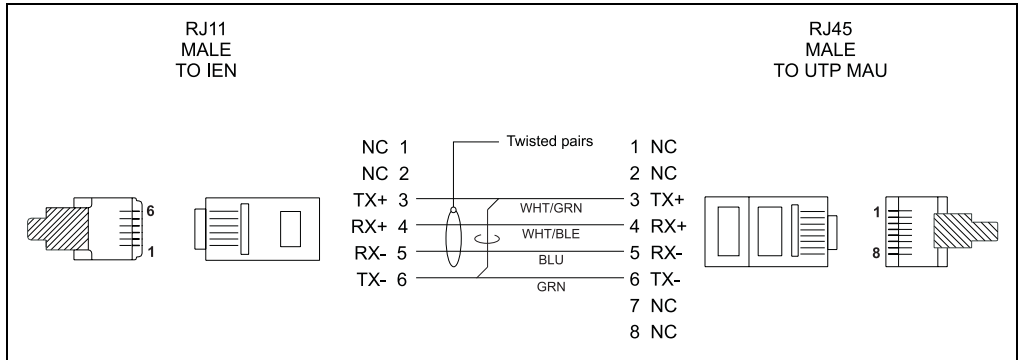 RJ11
MALE
TO IEN
RJ45
MALE
TO UTP MAU
Twisted pairs
NC 1
NC 2
TX+ 3
RX+ 4
RX- 5
TX- 6
WHT/GRN
WHT/BLE
BLU
GRN
1 NC
2 NC
3 TX+
4 RX+
5 RX-
6 TX-
7 NC
8 NC
6
1
1
8